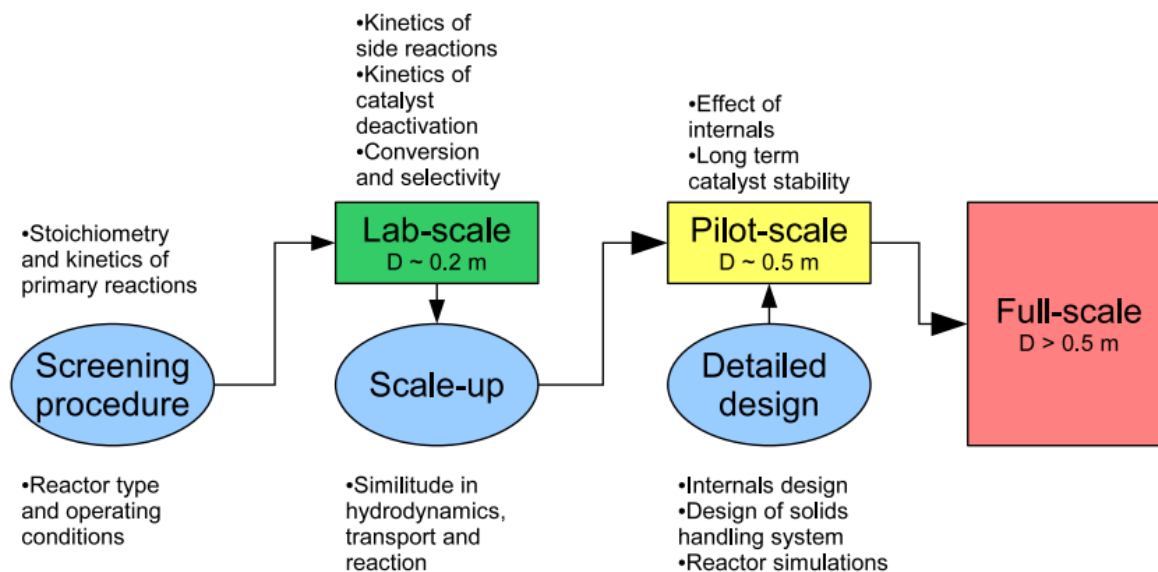 •Kinetics of
side reactions
•Kinetics of
catalyst
deactivation
•Conversion
and selectivity
•Effect of
internals
•Long term
catalyst stability
•Stoichiometry
and kinetics of
primary reactions
Lab-scale
D ~ 0.2 m
Pilot-scale
D ~ 0.5 m
Full-scale
D > 0.5 m
Screening
procedure
Scale-up
Detailed
design
•Reactor type
and operating
conditions
•Similitude in
hydrodynamics,
transport and
reaction
•Internals design
•Design of solids
handling system
•Reactor simulations